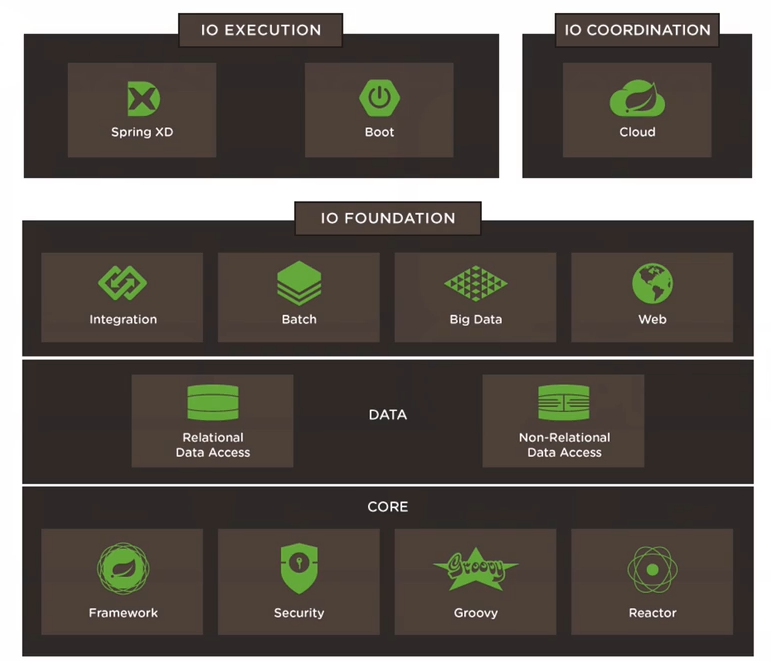 IO EXECUTION
IO COORDINATION
Spring XD
Boot
Cloud
IO FOUNDATION
Integration
Batch
Big Data
Web
DATA
Relational
Data Access
Non-Relational
Data Access
CORE
Groovy
Framework
Security
Groovy
Reactor